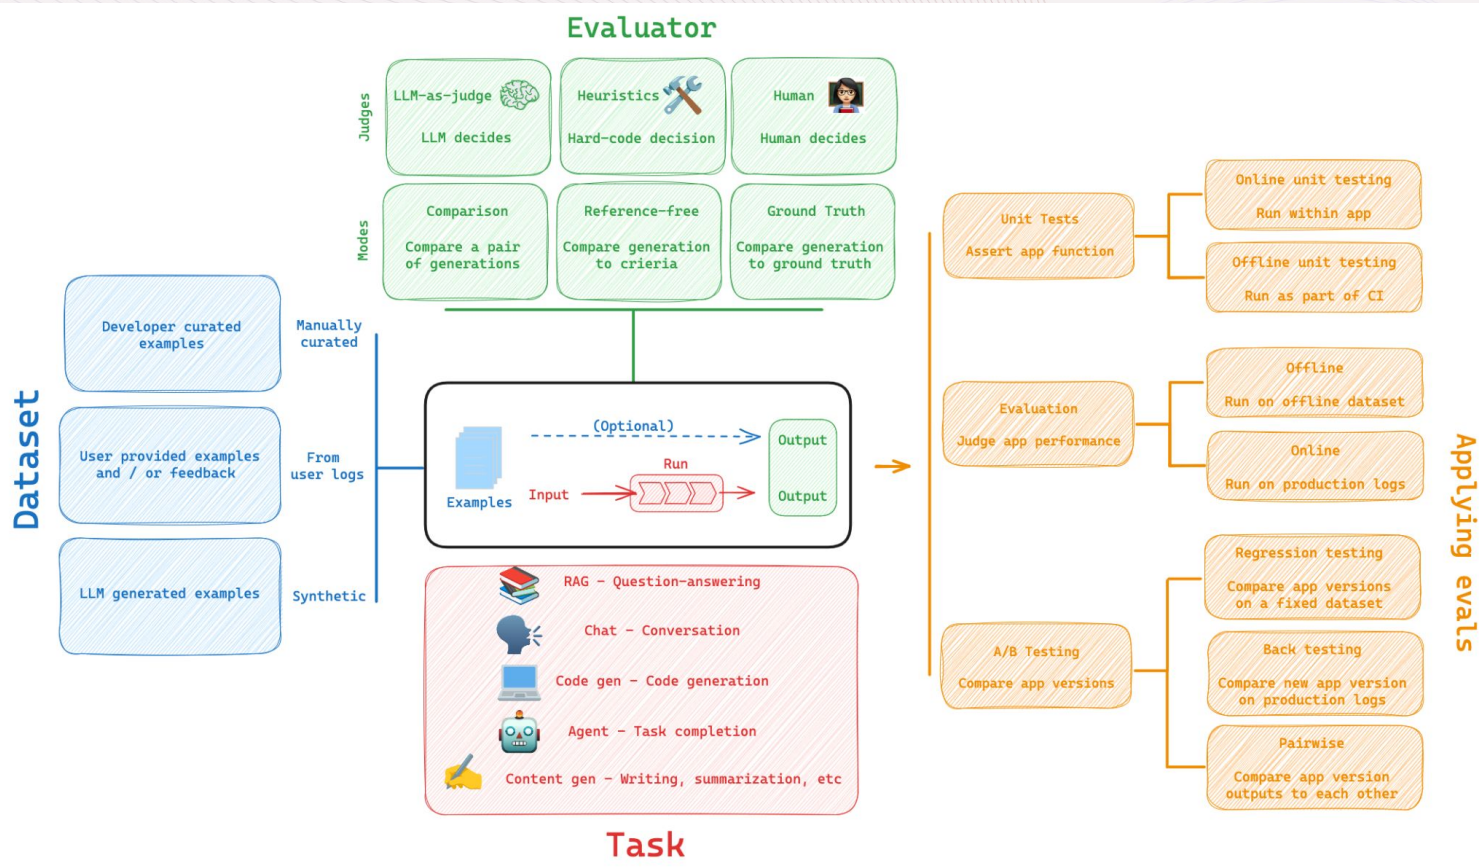 Evaluator
Judges
LLM-as-judge
LLM decides
Heuristics
Hard-code decision
Human
Human decides
Modes
Comparison
Compare a pair
of generations
Reference-free
Compare generation
to crieria
Ground Truth
Compare generation
to ground truth
Dataset
Developer curated
examples
Manually
curated
User provided examples
and / or feedback
From
user logs
LLM generated examples
Synthetic
Examples
(Optional)
Output
Input
Run
Output
RAG - Question-answering
Chat - Conversation
Code gen - Code generation
Agent - Task completion
Content gen - Writing, summarization, etc
Task
Unit Tests
Assert app function
Online unit testing
Run within app
Offline unit testing
Run as part of CI
Evaluation
Judge app performance
Offline
Run on offline dataset
Online
Run on production logs
A/B Testing
Compare app versions
Regression testing
Compare app versions
on a fixed dataset
Back testing
Compare new app version
on production logs
Pairwise
Compare app version
outputs to each other
Applying evals